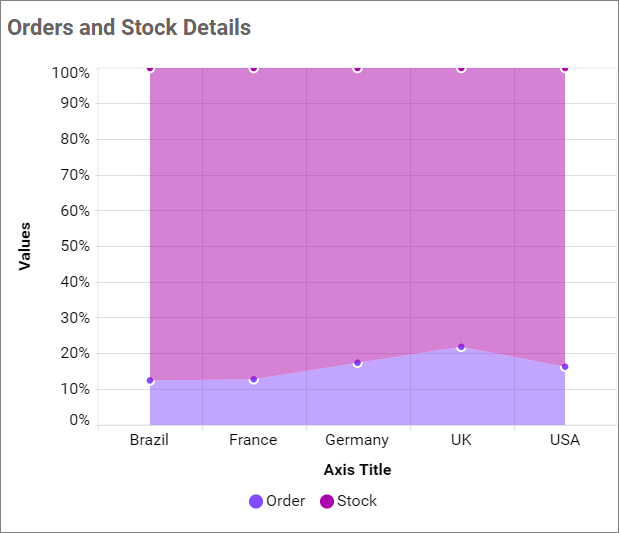 Orders and Stock Details
100%
90%
80%
70%
60%
50%
40%
30%
20%
10%
0%
Values
Brazil France Germany UK USA
Axis Title
Order Stock